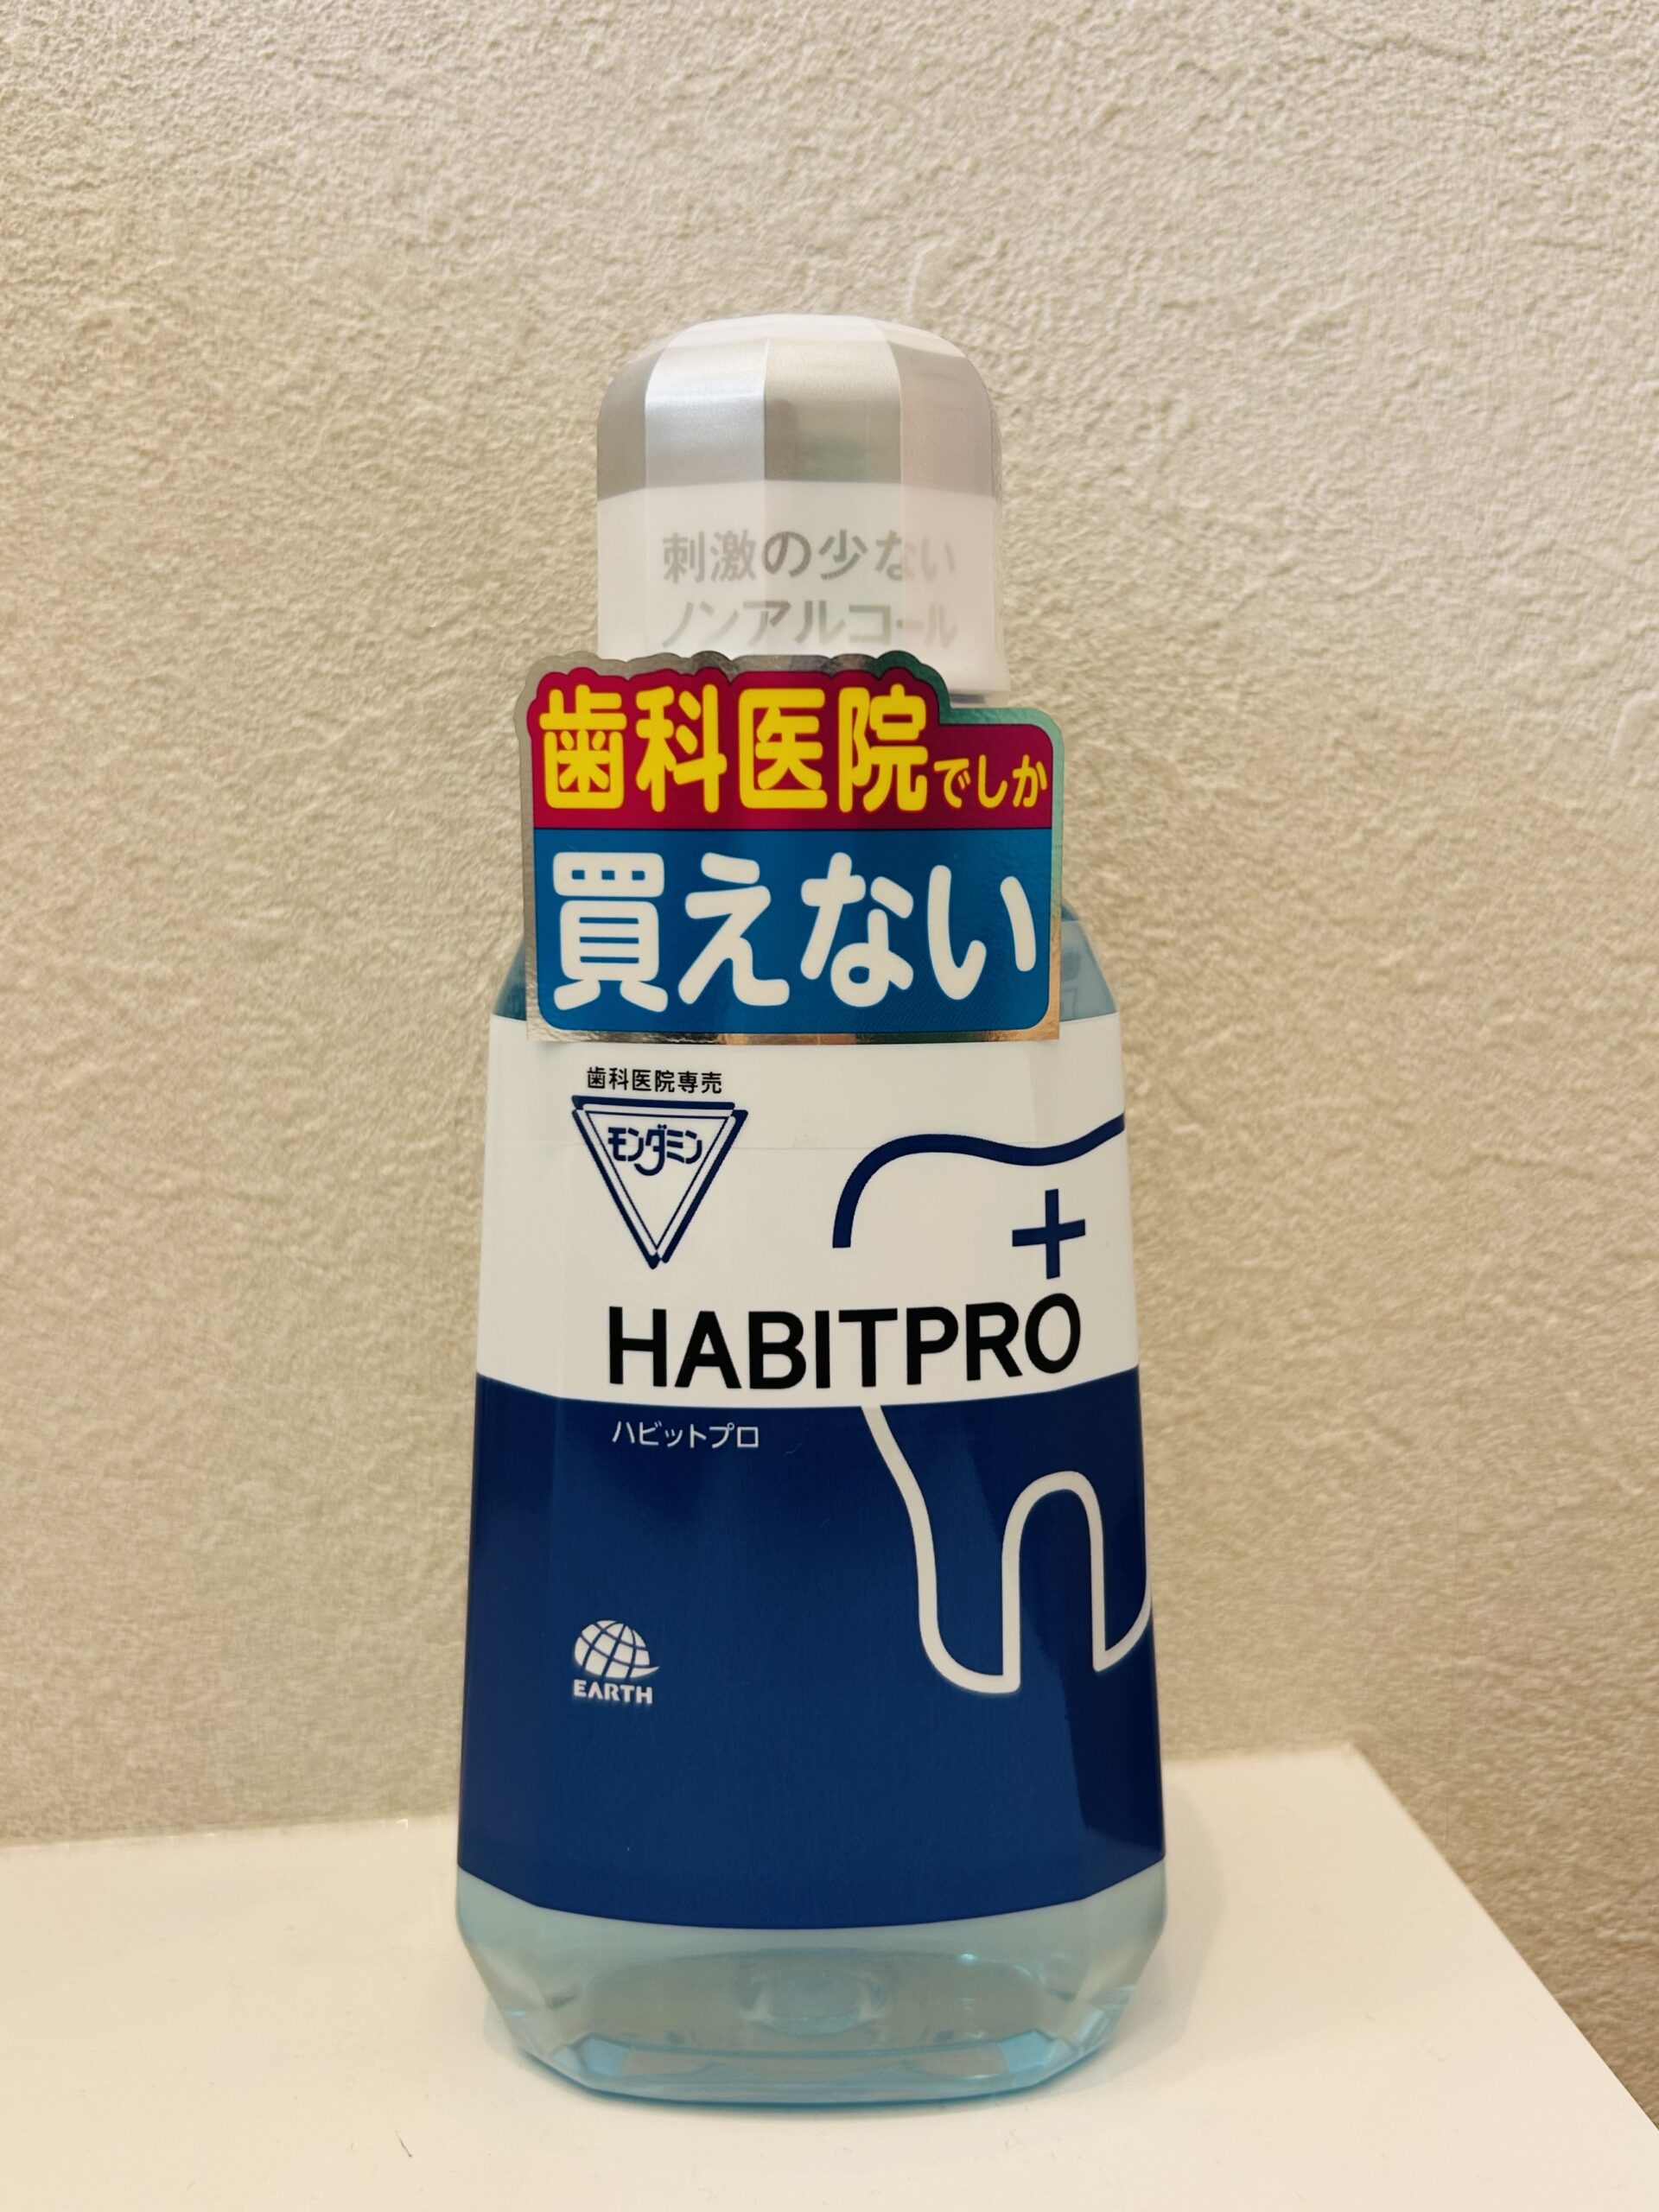 刺激の少ない
ノンアルコール
歯科医院でしか
買えない
歯科医院専売
モンダミン
HABITPRO
ハビットプロ
EARTH